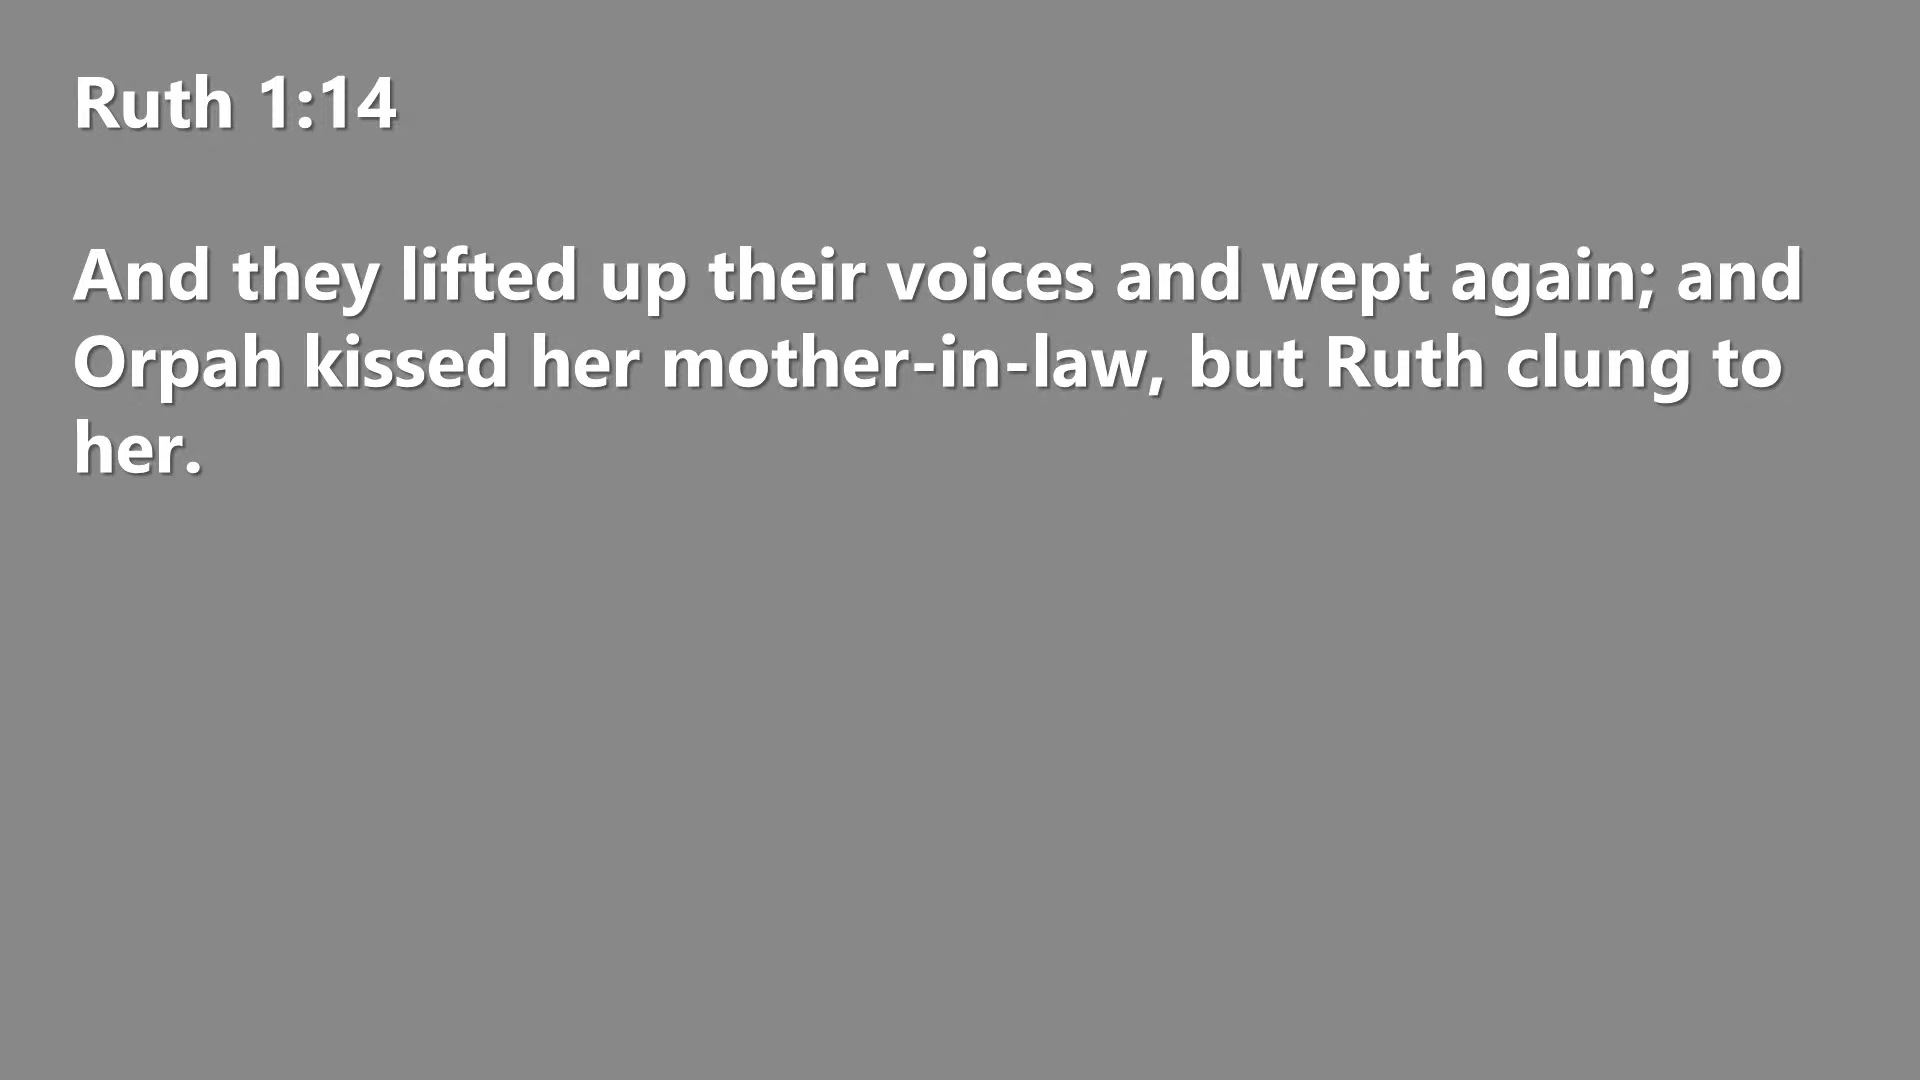 Ruth 1:14
And they lifted up their voices and wept again; and
Orpah kissed her mother-in-law, but Ruth clung to
her.